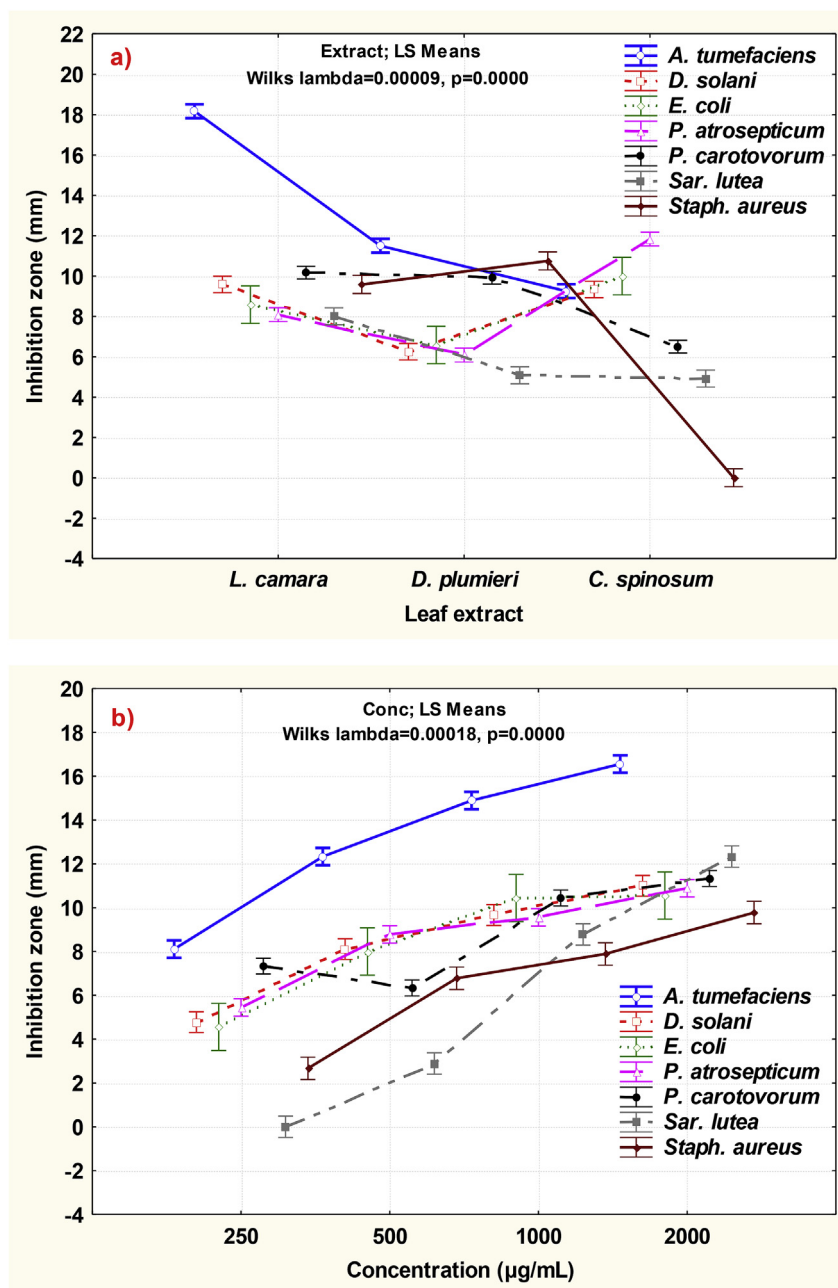 a)
Extract; LS Means
Wilks lambda=0.00009, p=0.0000
A. tumefaciens
D. solani
E. coli
P. atrosepticum
P. carotovorum
Sar. lutea
Staph. aureus
Inhibition zone (mm)
22
20
18
16
14
12
10
8
6
4
2
0
-2
-4
L. camara D. plumieri C. spinosum
Leaf extract
b)
Conc; LS Means
Wilks lambda=0.00018, p=0.0000
Inhibition zone (mm)
20
18
16
14
12
10
8
6
4
2
0
-2
-4
A. tumefaciens
D. solani
E. coli
P. atrosepticum
P. carotovorum
Sar. lutea
Staph. aureus
250 500 1000 2000
Concentration (µg/mL)